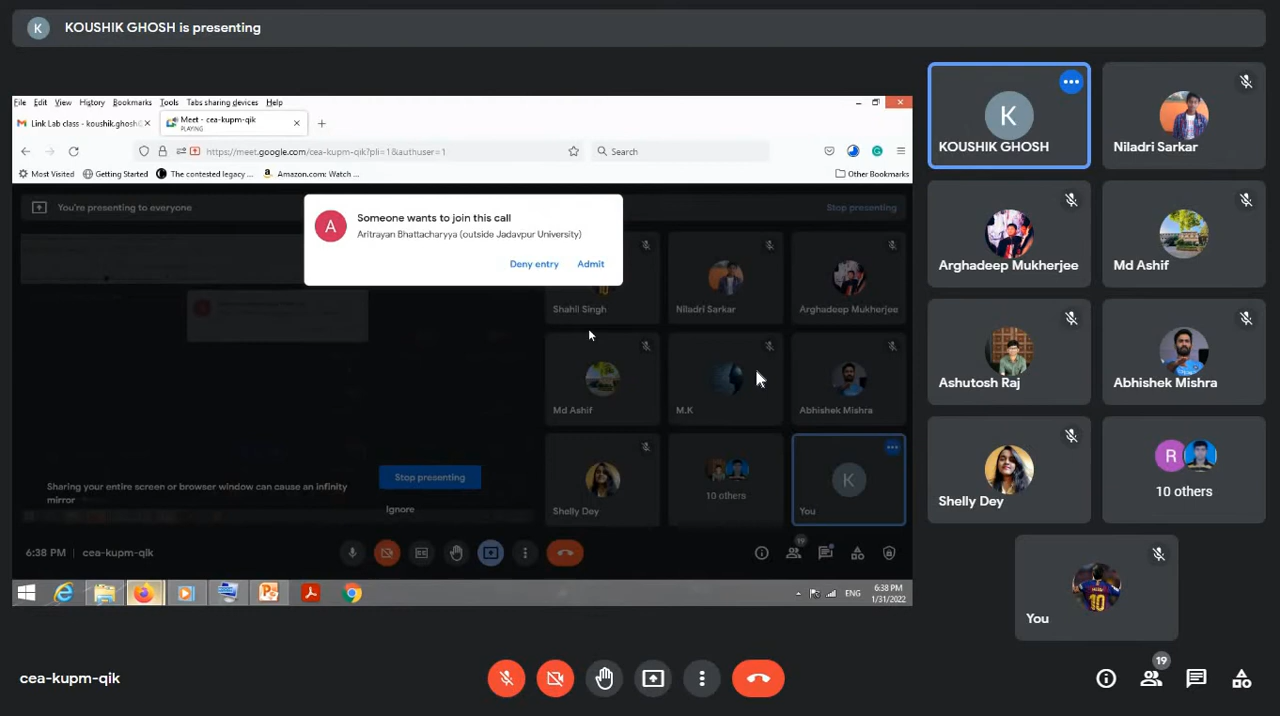 K KOUSHIK GHOSH is presenting
File Edit View History Bookmarks Tools Tabs sharing devices Help
Link Lab class - koushik.ghosh
Meet - cea-kupm-qik
PLAYING
https://meet.google.com/cea-kupm-qik?pli=1&authuser=1
Search
Most Visited Getting Started The contested legacy ... Amazon.com: Watch ... Other Bookmarks
You're presenting to everyone
Stop presenting
A
Someone wants to join this call
Aritrayan Bhattacharyya (outside Jadavpur University)
Deny entry Admit
Shahil Singh
Niladri Sarkar
Arghadeep Mukherjee
Md Ashif
M.K
Abhishek Mishra
Sharing your entire screen or browser window can cause an infinity
mirror
Stop presenting
Ignore
Shelly Dey
10 others
K
You
6:38 PM | cea-kupm-qik
19
ENG
6:38 PM
1/31/2022
K
KOUSHIK GHOSH
Niladri Sarkar
Arghadeep Mukherjee
Md Ashif
Ashutosh Raj
Abhishek Mishra
Shelly Dey
R
10 others
10
You
cea-kupm-qik
19